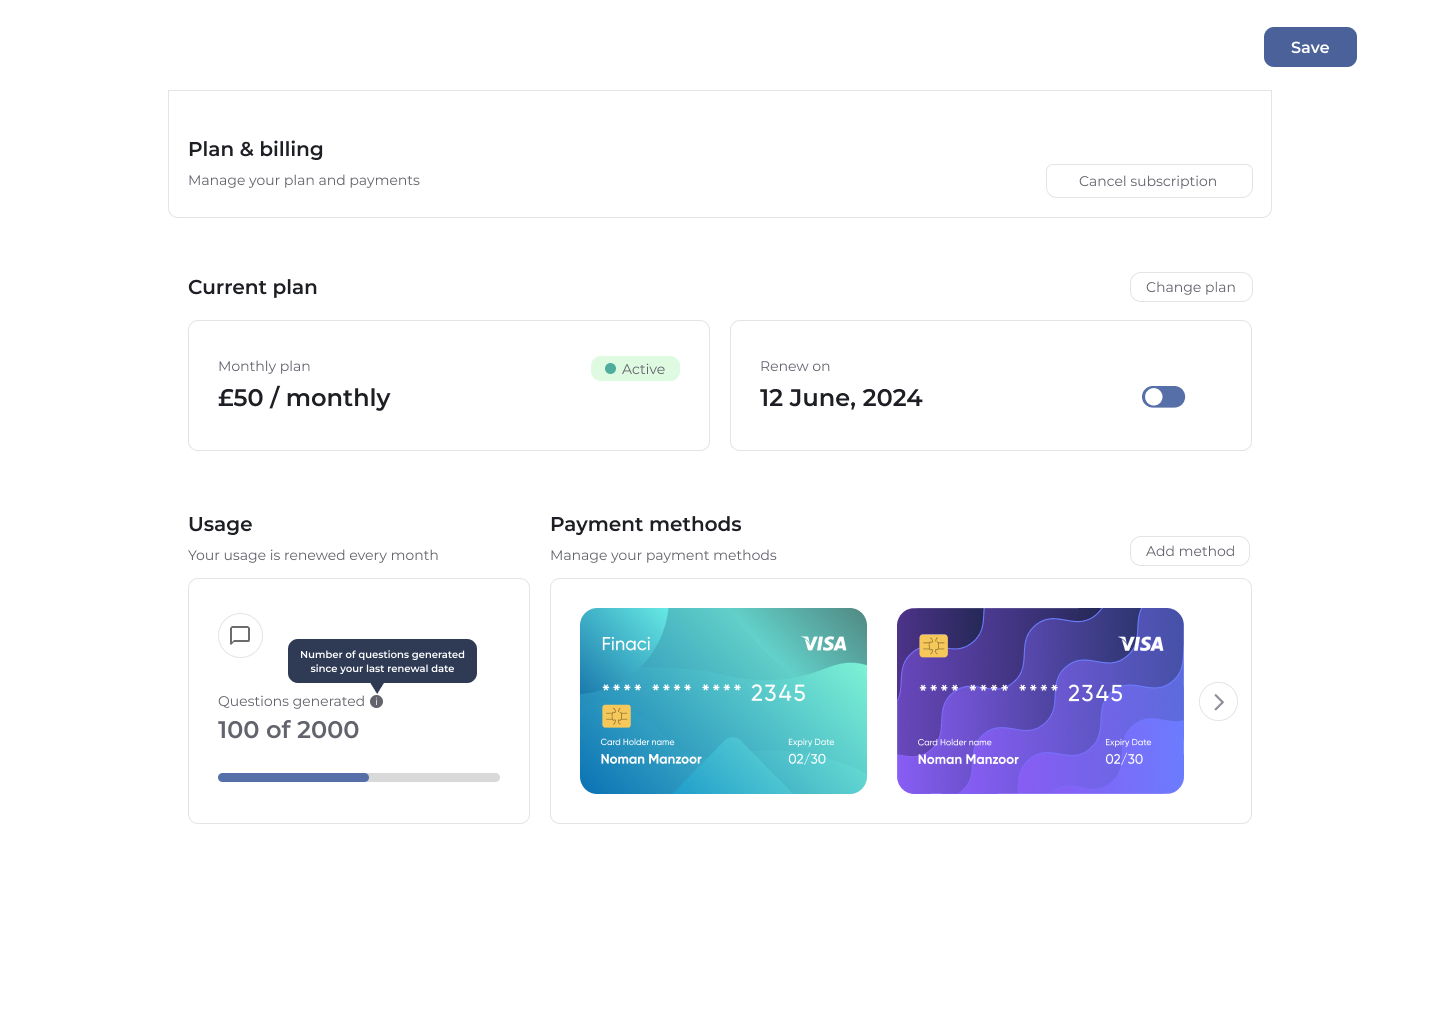 Save
Plan & billing
Manage your plan and payments
Cancel subscription
Current plan
Change plan
Monthly plan
Active
£50 / monthly
Renew on
12 June, 2024
Usage
Your usage is renewed every month
Payment methods
Manage your payment methods
Add method
Number of questions generated
since your last renewal date
Questions generated
100 of 2000
Finaci
VISA
**** **** **** 2345
Card Holder name
Expiry Date
Noman Manzoor
02/30
VISA
**** **** **** 2345
Card Holder name
Expiry Date
Noman Manzoor
02/30